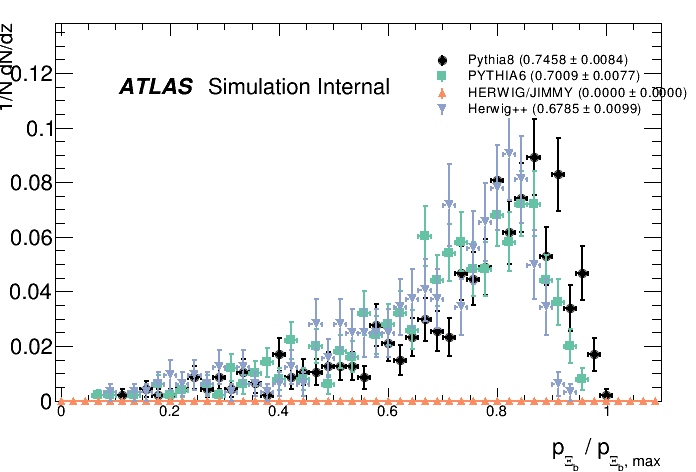 1/N dN/dz
0.12
0.1
0.08
0.06
0.04
0.02
0
ATLAS Simulation Internal
Pythia8 (0.7458 ± 0.0084)
PYTHIA6 (0.7009 ± 0.0077)
HERWIG/JIMMY (0.0000 ± 0.0000)
Herwig++ (0.6785 ± 0.0099)
0 0.2 0.4 0.6 0.8 1
p_Ξ_b / p_Ξ_b, max